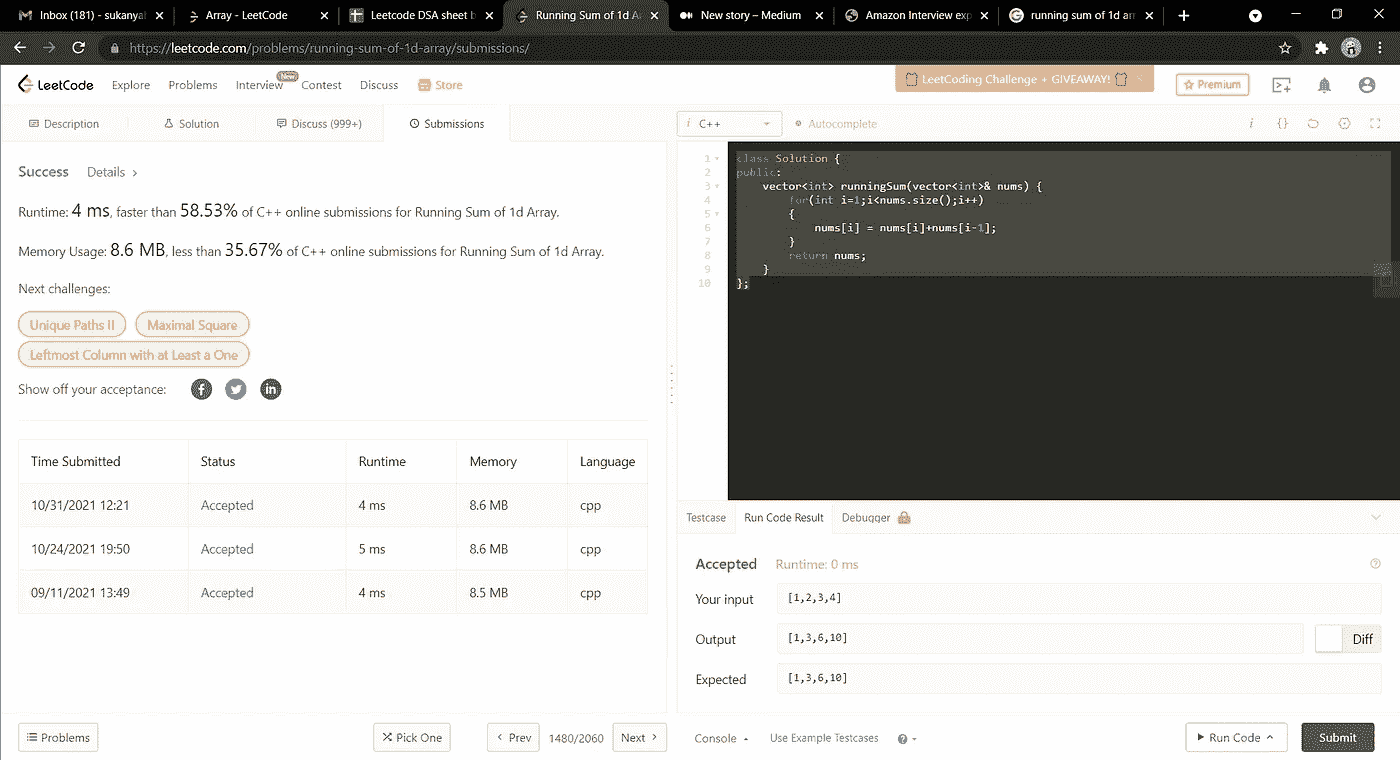 Inbox (181) - sukanyal
Array - LeetCode
Leetcode DSA sheet b
Running Sum of 1d A
New story – Medium
Amazon Interview exp
running sum of 1d arr
https://leetcode.com/problems/running-sum-of-1d-array/submissions/
LeetCode
Explore
Problems
Interview
New
Contest
Discuss
Store
LeetCoding Challenge + GIVEAWAY!
Premium
Description
Solution
Discuss (999+)
Submissions
C++
Autocomplete
Success
Details
Runtime: 4 ms, faster than 58.53% of C++ online submissions for Running Sum of 1d Array.
Memory Usage: 8.6 MB, less than 35.67% of C++ online submissions for Running Sum of 1d Array.
Next challenges:
Unique Paths II
Maximal Square
Leftmost Column with at Least a One
Show off your acceptance:
Time Submitted Status Runtime Memory Language
10/31/2021 12:21 Accepted 4 ms 8.6 MB cpp
10/24/2021 19:50 Accepted 5 ms 8.6 MB cpp
09/11/2021 13:49 Accepted 4 ms 8.5 MB cpp
1 class Solution {
2 public:
3 vector<int> runningSum(vector<int>& nums) {
4 for(int i=1;i<nums.size();i++)
5 {
6 nums[i] = nums[i]+nums[i-1];
7 }
8 return nums;
9 }
10 };
Testcase
Run Code Result
Debugger
Accepted
Runtime: 0 ms
Your input
[1,2,3,4]
Output
[1,3,6,10]
Diff
Expected
[1,3,6,10]
Problems
Pick One
Prev
1480/2060
Next
Console
Use Example Testcases
Run Code
Submit